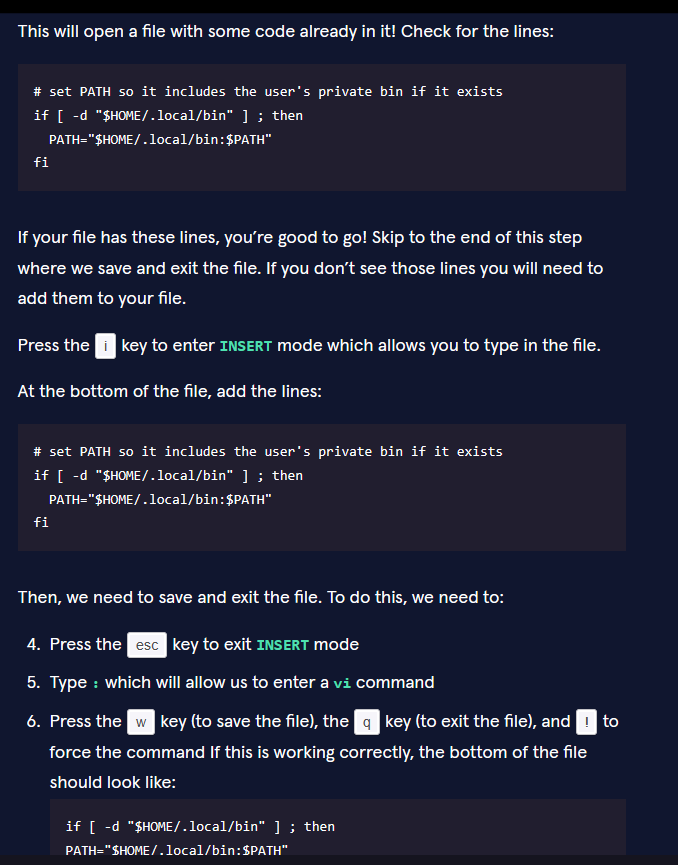 This will open a file with some code already in it! Check for the lines:
# set PATH so it includes the user's private bin if it exists
if [ -d "$HOME/.local/bin" ] ; then
  PATH="$HOME/.local/bin:$PATH"
fi
If your file has these lines, you’re good to go! Skip to the end of this step
where we save and exit the file. If you don’t see those lines you will need to
add them to your file.
Press the i key to enter INSERT mode which allows you to type in the file.
At the bottom of the file, add the lines:
# set PATH so it includes the user's private bin if it exists
if [ -d "$HOME/.local/bin" ] ; then
  PATH="$HOME/.local/bin:$PATH"
fi
Then, we need to save and exit the file. To do this, we need to:
4. Press the esc key to exit INSERT mode
5. Type : which will allow us to enter a vi command
6. Press the w key (to save the file), the q key (to exit the file), and ! to
force the command If this is working correctly, the bottom of the file
should look like:
if [ -d "$HOME/.local/bin" ] ; then
PATH="$HOME/.local/bin:$PATH"